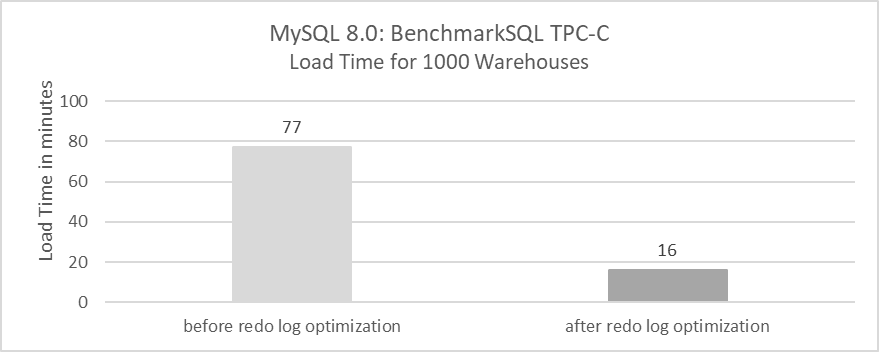 MySQL 8.0: BenchmarkSQL TPC-C
Load Time for 1000 Warehouses
Load Time in minutes
100
80
60
40
20
0
77
16
before redo log optimization
after redo log optimization